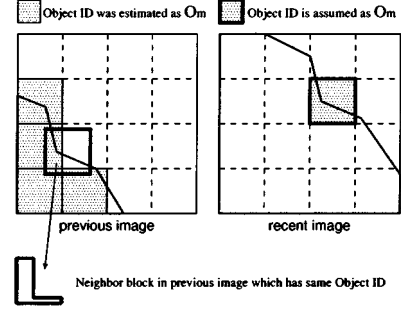 Object ID was estimated as Om
Object ID is assumed as Om
previous image
recent image
Neighbor block in previous image which has same Object ID